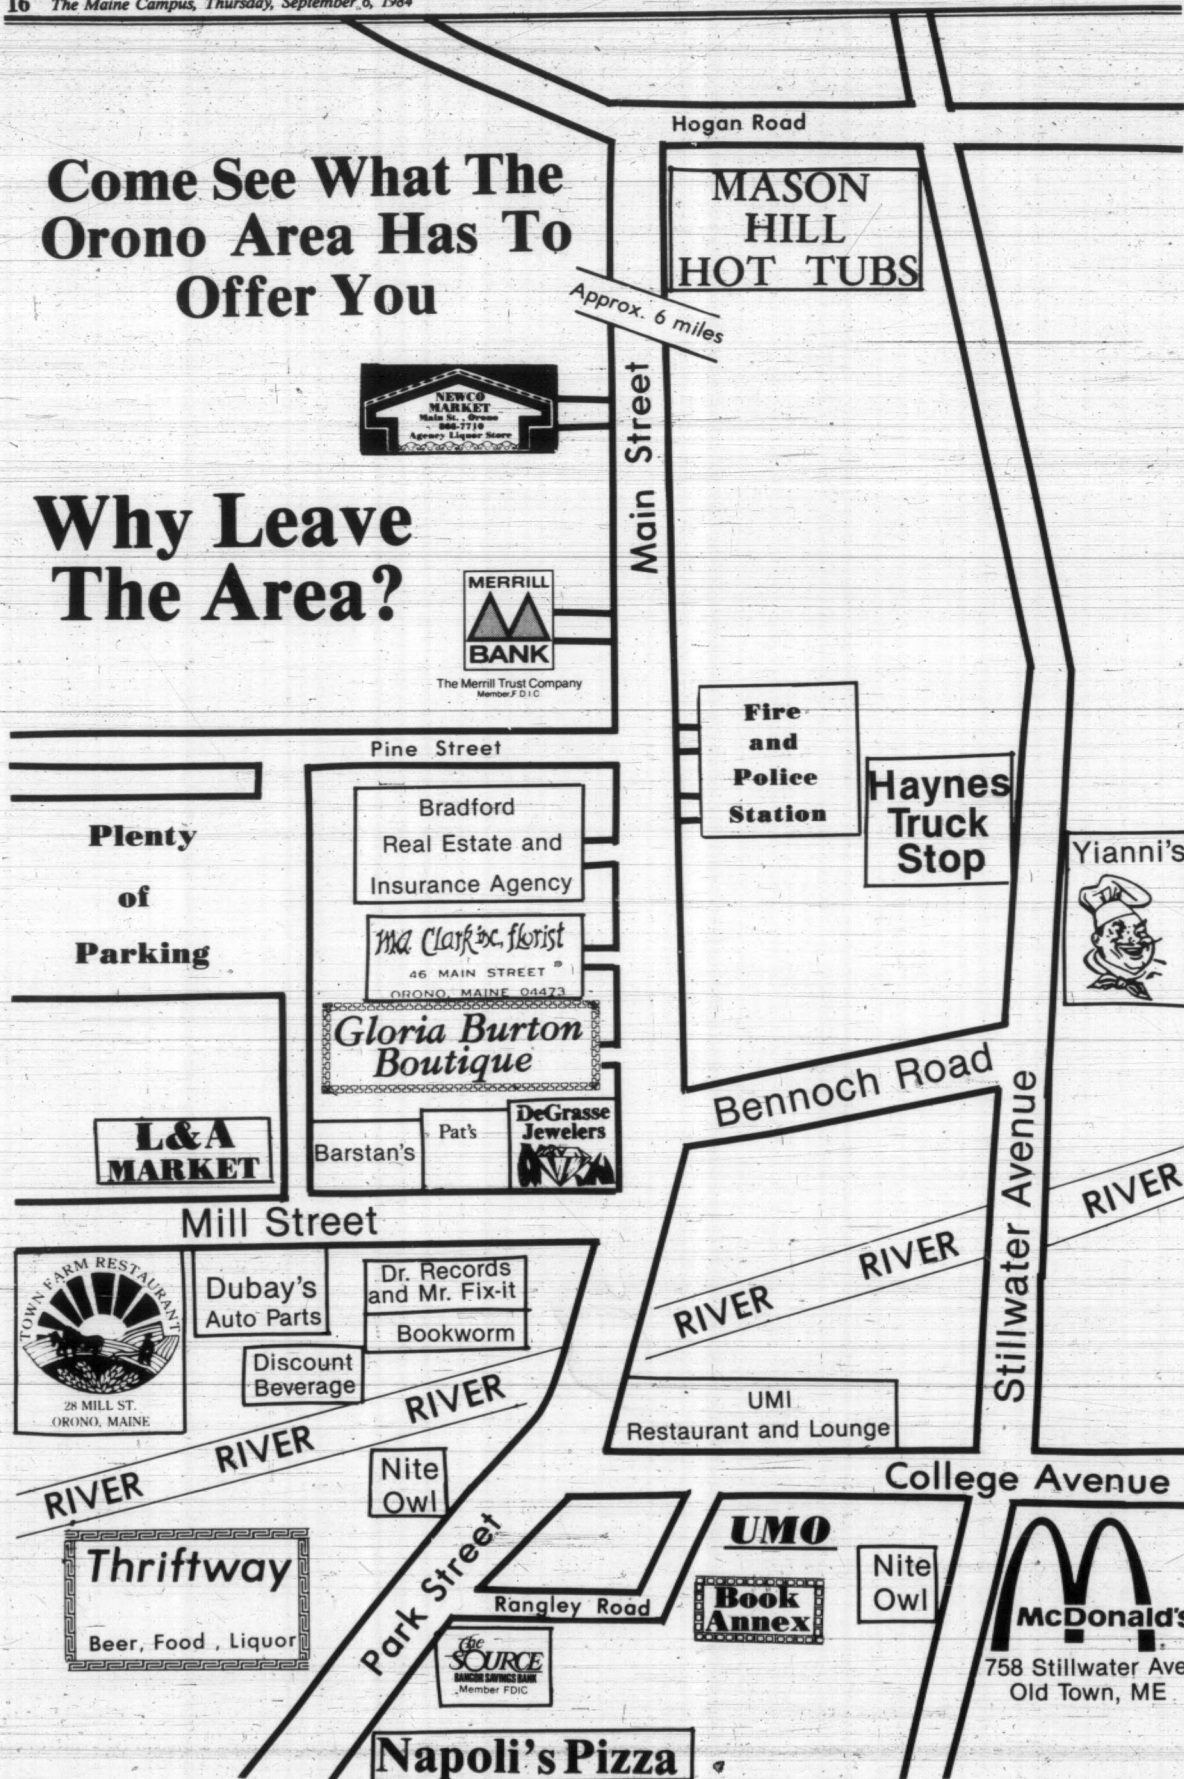 16 The Maine Campus, Thursday, September 6, 1984
Hogan Road
Come See What The
Orono Area Has To
Offer You
MASON
HILL
HOT TUBS
Approx. 6 miles
NEWCO
MARKET
Main St., Orono
866-7710
Agency Liquor Store
Main Street
Why Leave
The Area?
MERRILL
BANK
The Merrill Trust Company
Member F D I C
Fire
and
Police
Station
Haynes
Truck
Stop
Yianni's
Pine Street
Bradford
Real Estate and
Insurance Agency
Plenty
of
Parking
M.A. Clark inc, florist
46 MAIN STREET
ORONO, MAINE 04473
Gloria Burton
Boutique
Bennoch Road
L&A
MARKET
Barstan's
Pat's
DeGrasse
Jewelers
Stillwater Avenue
RIVER
RIVER
RIVER
Mill Street
TOWN FARM RESTAURANT
28 MILL ST.
ORONO, MAINE
Dubay's
Auto Parts
Dr. Records
and Mr. Fix-it
Bookworm
Discount
Beverage
RIVER
RIVER
RIVER
UMI
Restaurant and Lounge
College Avenue
Nite
Owl
Park Street
Thriftway
Beer, Food , Liquor
Rangley Road
UMO
Book
Annex
Nite
Owl
McDonald's
758 Stillwater Ave
Old Town, ME
The
SOURCE
BANGOR SAVINGS BANK
Member FDIC
Napoli's Pizza